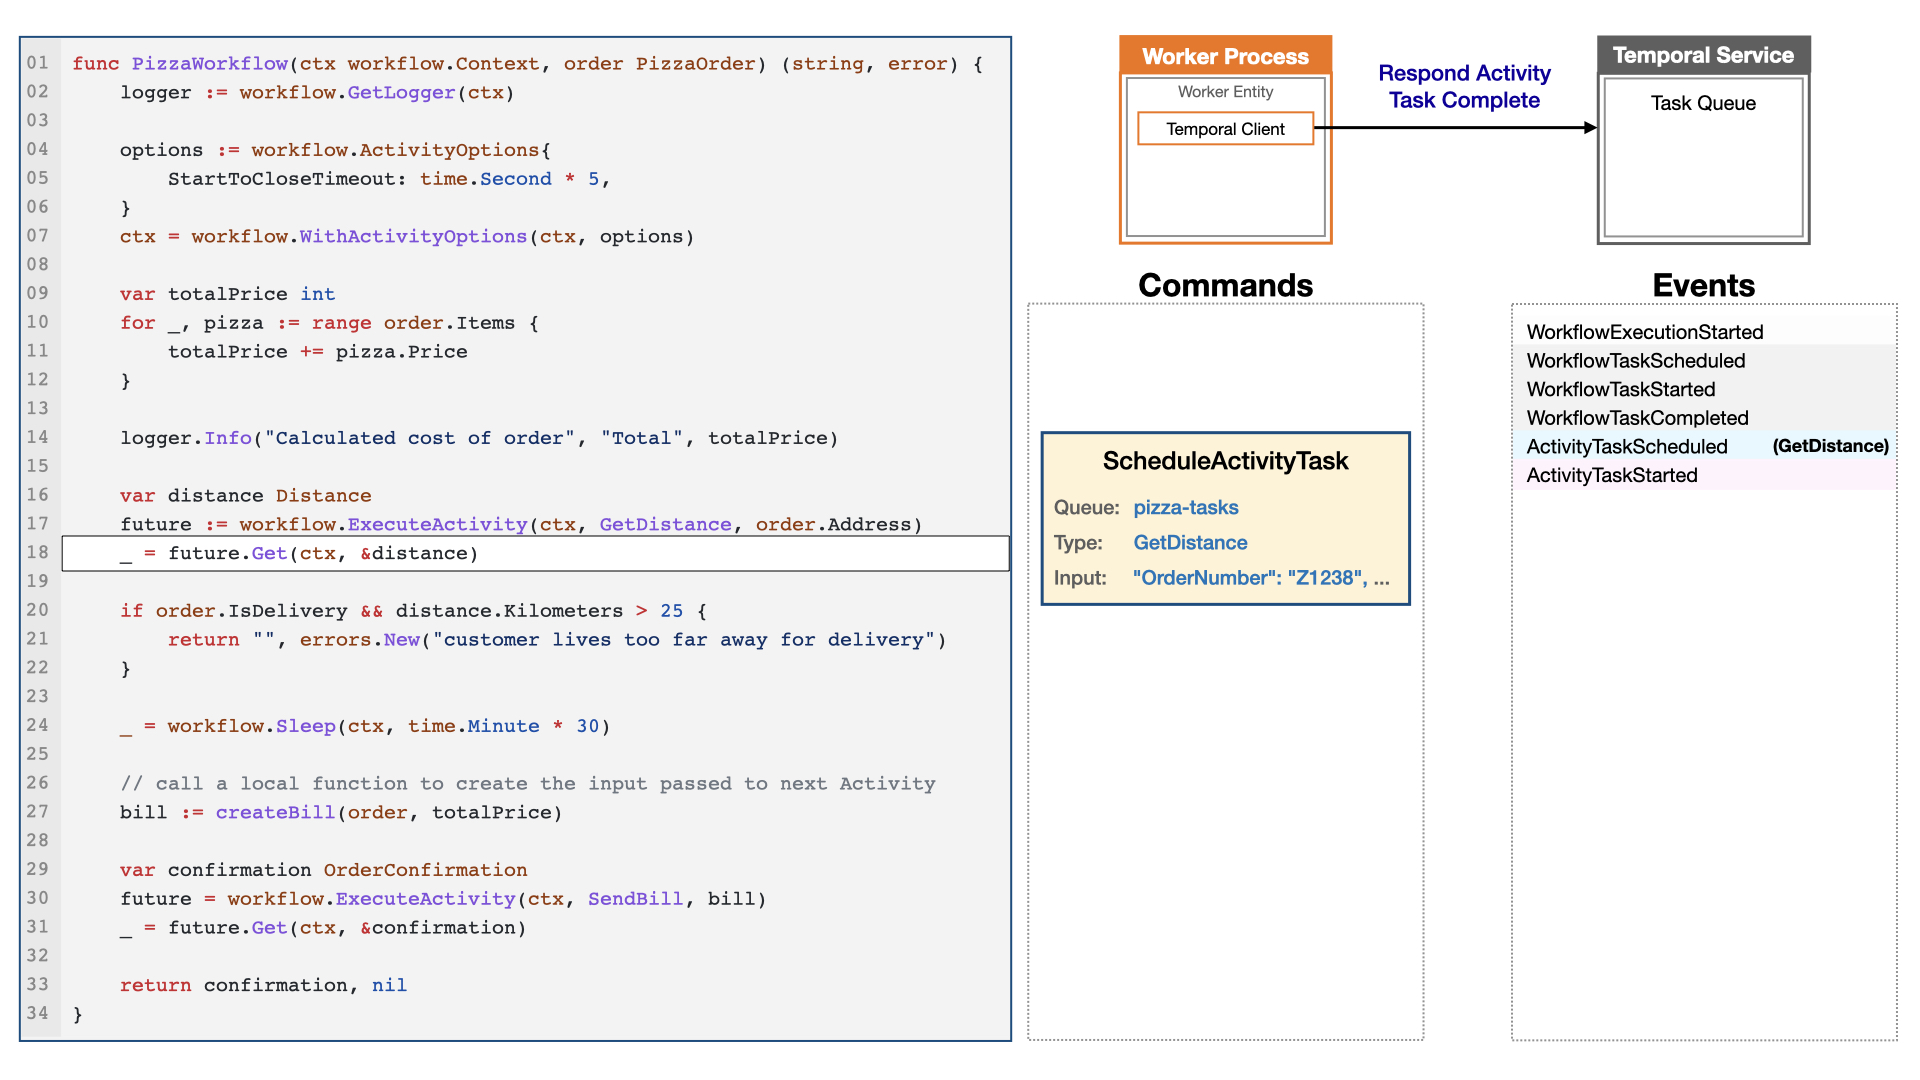 01 func PizzaWorkflow(ctx workflow.Context, order PizzaOrder) (string, error) {
02     logger := workflow.GetLogger(ctx)
03
04     options := workflow.ActivityOptions{
05         StartToCloseTimeout: time.Second * 5,
06     }
07     ctx = workflow.WithActivityOptions(ctx, options)
08
09     var totalPrice int
10     for _, pizza := range order.Items {
11         totalPrice += pizza.Price
12     }
13
14     logger.Info("Calculated cost of order", "Total", totalPrice)
15
16     var distance Distance
17     future := workflow.ExecuteActivity(ctx, GetDistance, order.Address)
18     _ = future.Get(ctx, &distance)
19
20     if order.IsDelivery && distance.Kilometers > 25 {
21         return "", errors.New("customer lives too far away for delivery")
22     }
23
24     _ = workflow.Sleep(ctx, time.Minute * 30)
25
26     // call a local function to create the input passed to next Activity
27     bill := createBill(order, totalPrice)
28
29     var confirmation OrderConfirmation
30     future = workflow.ExecuteActivity(ctx, SendBill, bill)
31     _ = future.Get(ctx, &confirmation)
32
33     return confirmation, nil
34 }
Worker Process
Worker Entity
Temporal Client
Respond Activity
Task Complete
Temporal Service
Task Queue
Commands
ScheduleActivityTask
Queue: pizza-tasks
Type: GetDistance
Input: "OrderNumber": "Z1238", ...
Events
WorkflowExecutionStarted
WorkflowTaskScheduled
WorkflowTaskStarted
WorkflowTaskCompleted
ActivityTaskScheduled (GetDistance)
ActivityTaskStarted